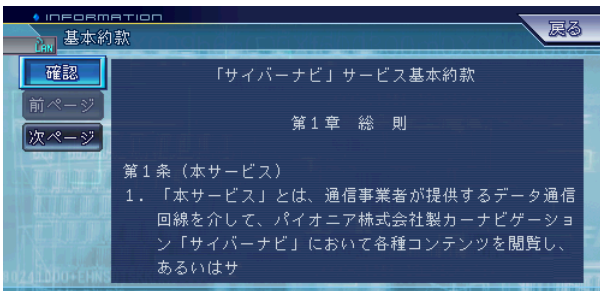 INFORMATION
LAN
基本約款
戻る
確認
前ページ
次ページ
「サイバーナビ」サービス基本約款
第1章 総 則
第1条（本サービス）
1. 「本サービス」とは、通信事業者が提供するデータ通信
回線を介して、パイオニア株式会社製カーナビゲーショ
ン「サイバーナビ」において各種コンテンツを閲覧し、
あるいはサ